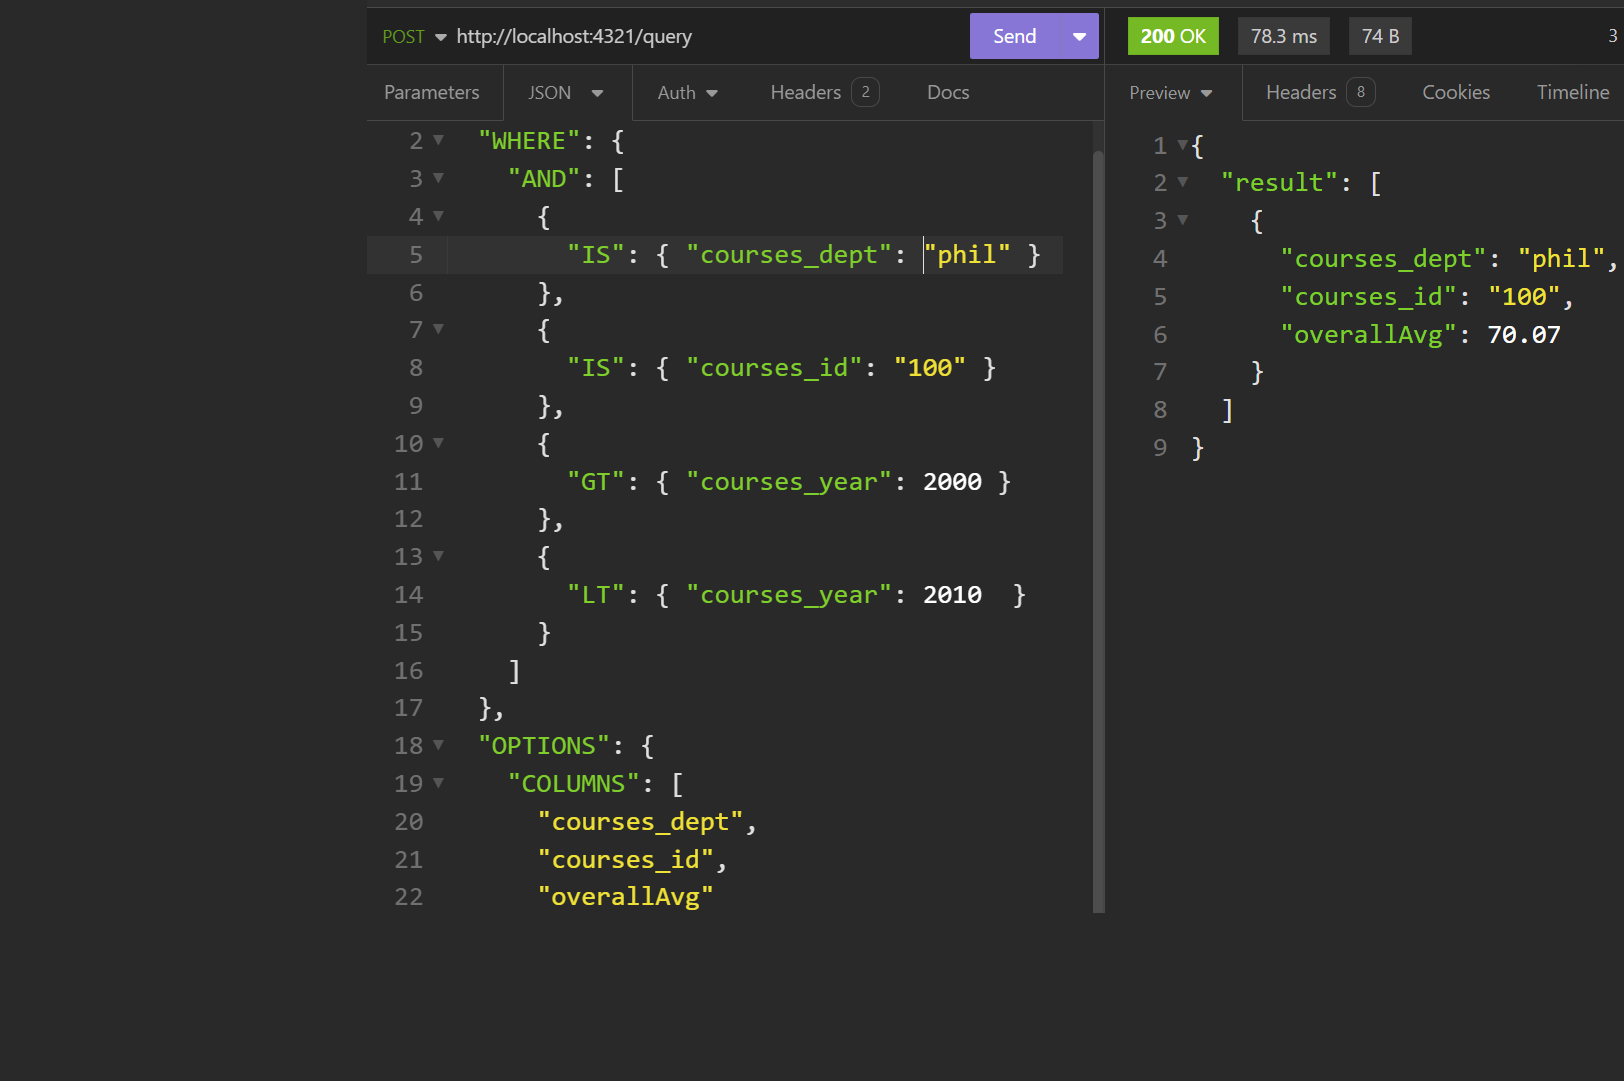 POST http://localhost:4321/query Send 200 OK 78.3 ms 74 B 3
Parameters JSON Auth Headers 2 Docs
2 "WHERE": {
3 "AND": [
4 {
5 "IS": { "courses_dept": "phil" }
6 },
7 {
8 "IS": { "courses_id": "100" }
9 },
10 {
11 "GT": { "courses_year": 2000 }
12 },
13 {
14 "LT": { "courses_year": 2010  }
15 }
16 ]
17 },
18 "OPTIONS": {
19 "COLUMNS": [
20 "courses_dept",
21 "courses_id",
22 "overallAvg"
Preview Headers 8 Cookies Timeline
1 {
2 "result": [
3 {
4 "courses_dept": "phil",
5 "courses_id": "100",
6 "overallAvg": 70.07
7 }
8 ]
9 }